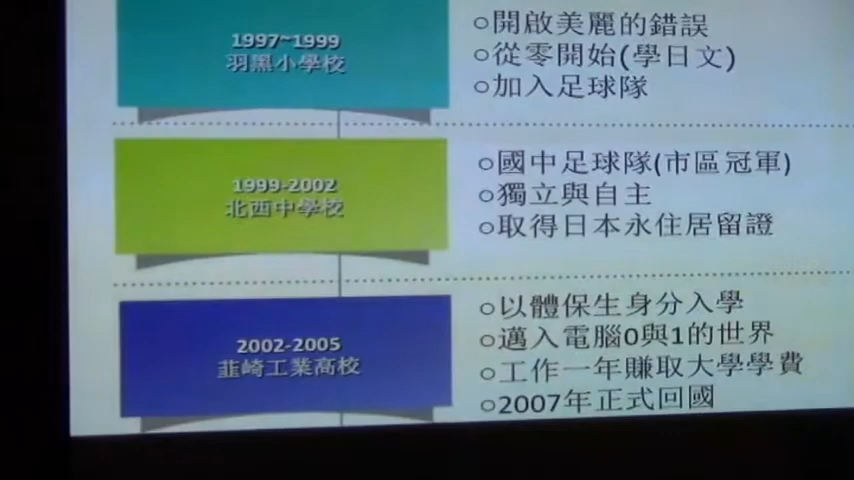 1997~1999
羽黑小學校
○開啟美麗的錯誤
○從零開始(學日文)
○加入足球隊
1999-2002
北西中學校
○國中足球隊(市區冠軍)
○獨立與自主
○取得日本永住居留證
2002-2005
韮崎工業高校
○以體保生身分入學
○邁入電腦0與1的世界
○工作一年賺取大學學費
○2007年正式回國